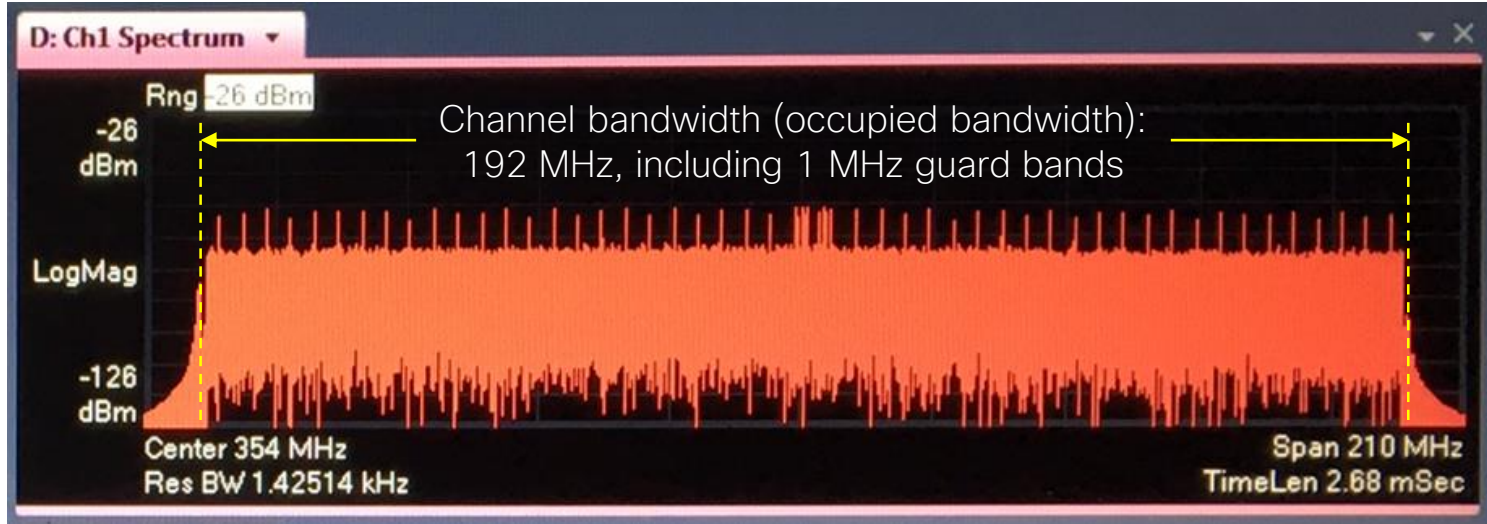 D: Ch1 Spectrum
Rng -26 dBm
-26
dBm
Channel bandwidth (occupied bandwidth):
192 MHz, including 1 MHz guard bands
LogMag
-126
dBm
Center 354 MHz
Span 210 MHz
Res BW 1.42514 kHz
TimeLen 2.68 mSec